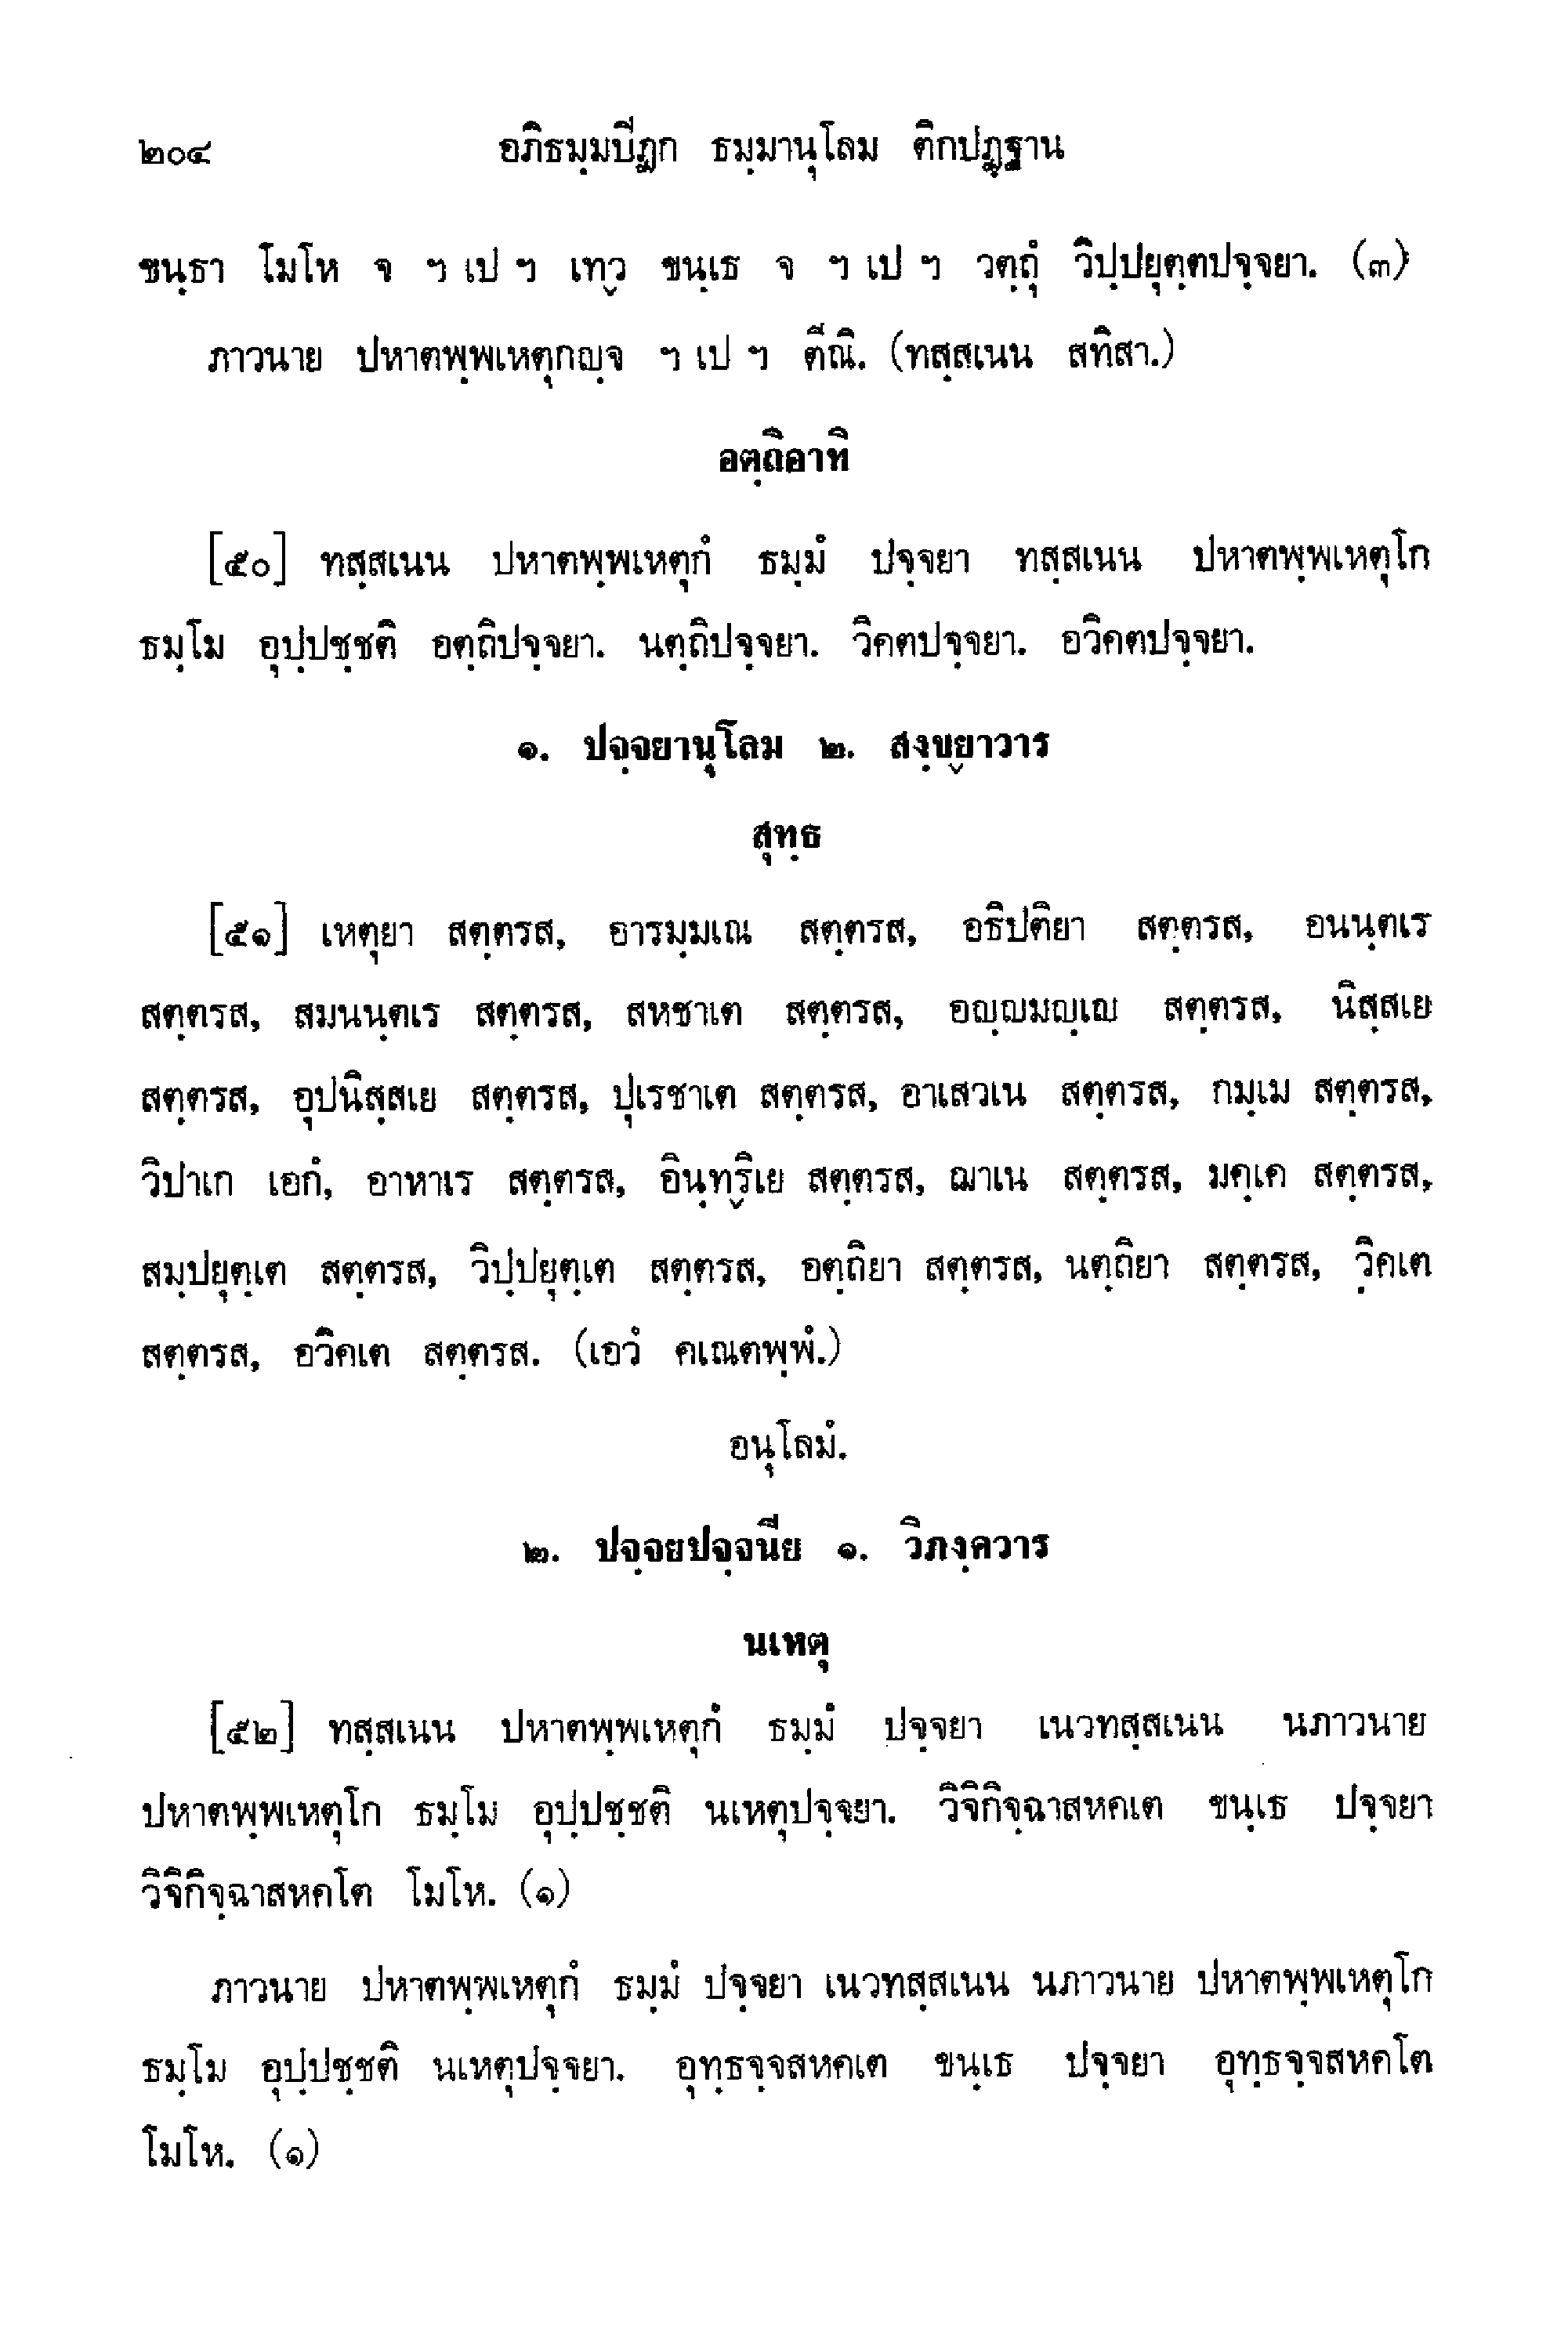 ๒๐๔ อภิธมฺมปีฏก ธมฺมานุโลม ติกปฏฺฐาน
ขนฺธา โมโห จ ฯ เป ฯ เทฺว ขนฺเธ จ ฯ เป ฯ วตฺถุํ วิปฺปยุตฺตปจฺจยา. (๓)
ภาวนาย ปหาตพฺพเหตุกญฺจ ฯ เป ฯ ตีณิ. (ทสฺสเนน สทิสา.)
อตฺถิอาทิ
[๕๐] ทสฺสเนน ปหาตพฺพเหตุกํ ธมฺมํ ปจฺจยา ทสฺสเนน ปหาตพฺพเหตุโก
ธมฺโม อุปฺปชฺชติ อตฺถิปจฺจยา. นตฺถิปจฺจยา. วิคตปจฺจยา. อวิคตปจฺจยา.
๑. ปจฺจยานุโลม ๒. สงฺขฺยาวาร
สุทฺธ
[๕๑] เหตุยา สตฺตรส, อารมฺมเณ สตฺตรส, อธิปติยา สตฺตรส, อนนฺตเร
สตฺตรส, สมนนฺตเร สตฺตรส, สหชาเต สตฺตรส, อญฺญมญฺเญ สตฺตรส, นิสฺสเย
สตฺตรส, อุปนิสฺสเย สตฺตรส, ปุเรชาเต สตฺตรส, อาเสวเน สตฺตรส, กมฺเม สตฺตรส,
วิปาเก เอกํ, อาหาเร สตฺตรส, อินฺทฺริเย สตฺตรส, ฌาเน สตฺตรส, มคฺเค สตฺตรส,
สมฺปยุตฺเต สตฺตรส, วิปฺปยุตฺเต สตฺตรส, อตฺถิยา สตฺตรส, นตฺถิยา สตฺตรส, วิคเต
สตฺตรส, อวิคเต สตฺตรส. (เอวํ คเณตพฺพํ.)
อนุโลมํ.
๒. ปจฺจยปจฺจนีย ๑. วิภงฺควาร
นเหตุ
[๕๒] ทสฺสเนน ปหาตพฺพเหตุกํ ธมฺมํ ปจฺจยา เนวทสฺสเนน นภาวนาย
ปหาตพฺพเหตุโก ธมฺโม อุปฺปชฺชติ นเหตุปจฺจยา. วิจิกิจฺฉาสหคเต ขนฺเธ ปจฺจยา
วิจิกิจฺฉาสหคโต โมโห. (๑)
ภาวนาย ปหาตพฺพเหตุกํ ธมฺมํ ปจฺจยา เนวทสฺสเนน นภาวนาย ปหาตพฺพเหตุโก
ธมฺโม อุปฺปชฺชติ นเหตุปจฺจยา. อุทฺธจฺจสหคเต ขนฺเธ ปจฺจยา อุทฺธจฺจสหคโต
โมโห. (๑)